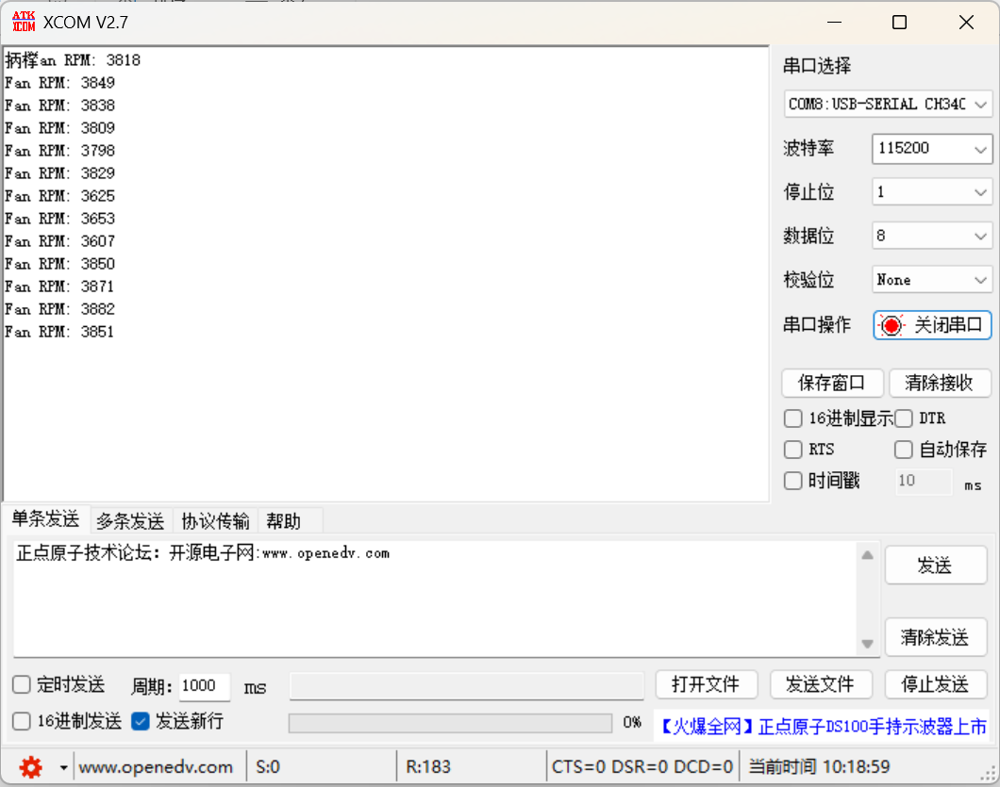 ATK
XCOM
XCOM V2.7
抦樘an RPM: 3818
Fan RPM: 3849
Fan RPM: 3838
Fan RPM: 3809
Fan RPM: 3798
Fan RPM: 3829
Fan RPM: 3625
Fan RPM: 3653
Fan RPM: 3607
Fan RPM: 3850
Fan RPM: 3871
Fan RPM: 3882
Fan RPM: 3851
串口选择
COM8:USB-SERIAL CH34C
波特率 115200
停止位 1
数据位 8
校验位 None
串口操作 关闭串口
保存窗口 清除接收
16进制显示 DTR
RTS 自动保存
时间戳 10 ms
单条发送 多条发送 协议传输 帮助
正点原子技术论坛：开源电子网:www.openedv.com
发送
清除发送
定时发送 周期: 1000 ms 打开文件 发送文件 停止发送
16进制发送 发送新行 0% 【火爆全网】正点原子DS100手持示波器上市
www.openedv.com S:0 R:183 CTS=0 DSR=0 DCD=0 当前时间 10:18:59